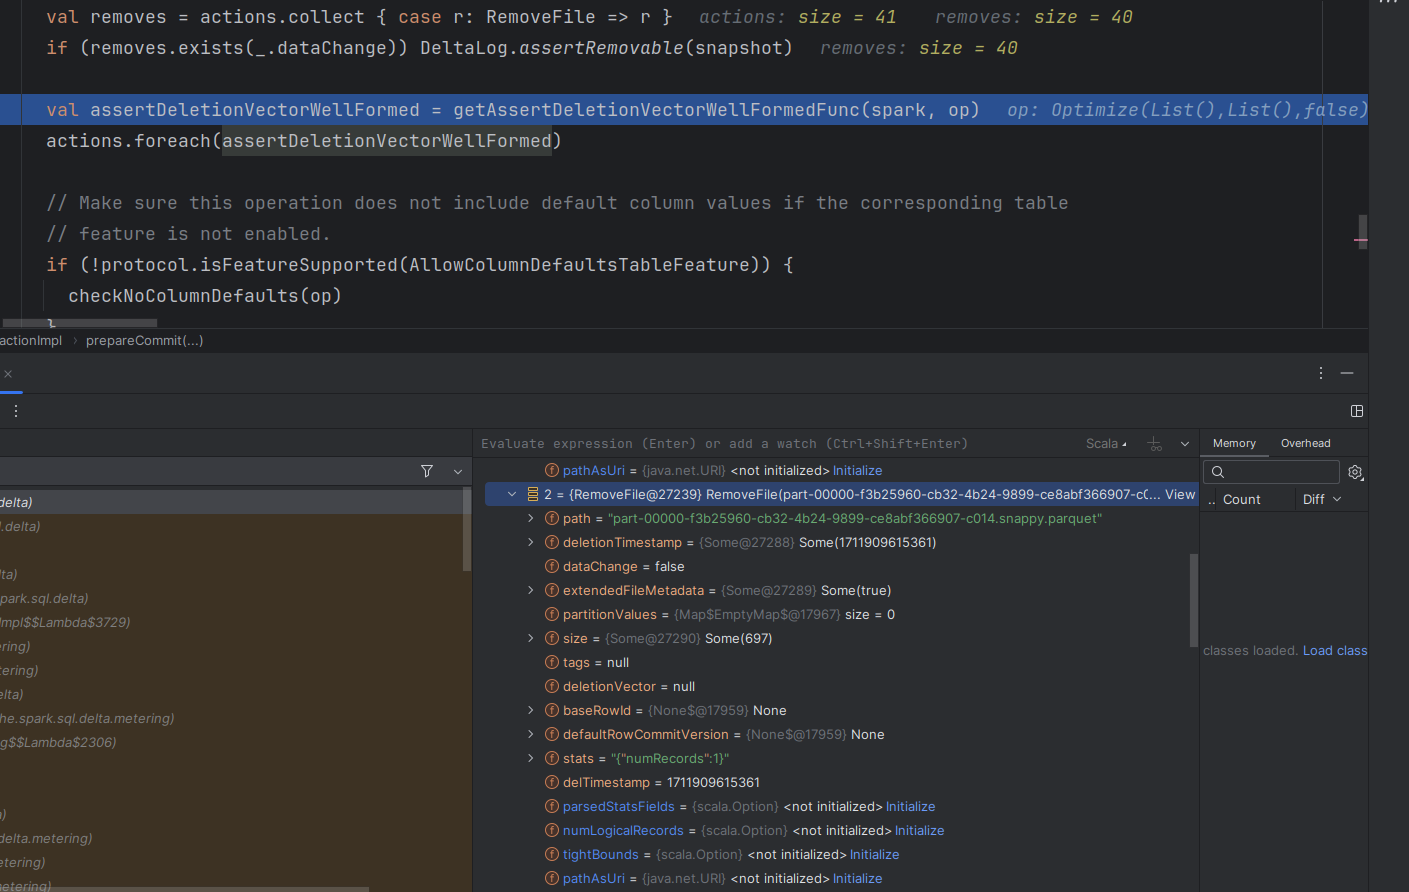 val removes = actions.collect { case r: RemoveFile => r } actions: size = 41 removes: size = 40
if (removes.exists(_.dataChange)) DeltaLog.assertRemovable(snapshot) removes: size = 40
val assertDeletionVectorWellFormed = getAssertDeletionVectorWellFormedFunc(spark, op) op: Optimize(List(),List(),false)
actions.foreach(assertDeletionVectorWellFormed)
// Make sure this operation does not include default column values if the corresponding table
// feature is not enabled.
if (!protocol.isFeatureSupported(AllowColumnDefaultsTableFeature)) {
checkNoColumnDefaults(op)
}
actionImpl › prepareCommit(...)
Evaluate expression (Enter) or add a watch (Ctrl+Shift+Enter) Scala
Memory Overhead
Count Diff
classes loaded. Load class
delta)
l.delta)
lta)
park.sql.delta)
Impl$$Lambda$3729)
ering)
tering)
elta)
he.spark.sql.delta.metering)
g$$Lambda$2306)
a)
delta.metering)
etering)
metering)
pathAsUri = {java.net.URI} <not initialized> Initialize
2 = {RemoveFile@27239} RemoveFile(part-00000-f3b25960-cb32-4b24-9899-ce8abf366907-c(... View
path = "part-00000-f3b25960-cb32-4b24-9899-ce8abf366907-c014.snappy.parquet"
deletionTimestamp = {Some@27288} Some(1711909615361)
dataChange = false
extendedFileMetadata = {Some@27289} Some(true)
partitionValues = {Map$EmptyMap$@17967} size = 0
size = {Some@27290} Some(697)
tags = null
deletionVector = null
baseRowId = {None$@17959} None
defaultRowCommitVersion = {None$@17959} None
stats = "{"numRecords":1}"
delTimestamp = 1711909615361
parsedStatsFields = {scala.Option} <not initialized> Initialize
numLogicalRecords = {scala.Option} <not initialized> Initialize
tightBounds = {scala.Option} <not initialized> Initialize
pathAsUri = {java.net.URI} <not initialized> Initialize